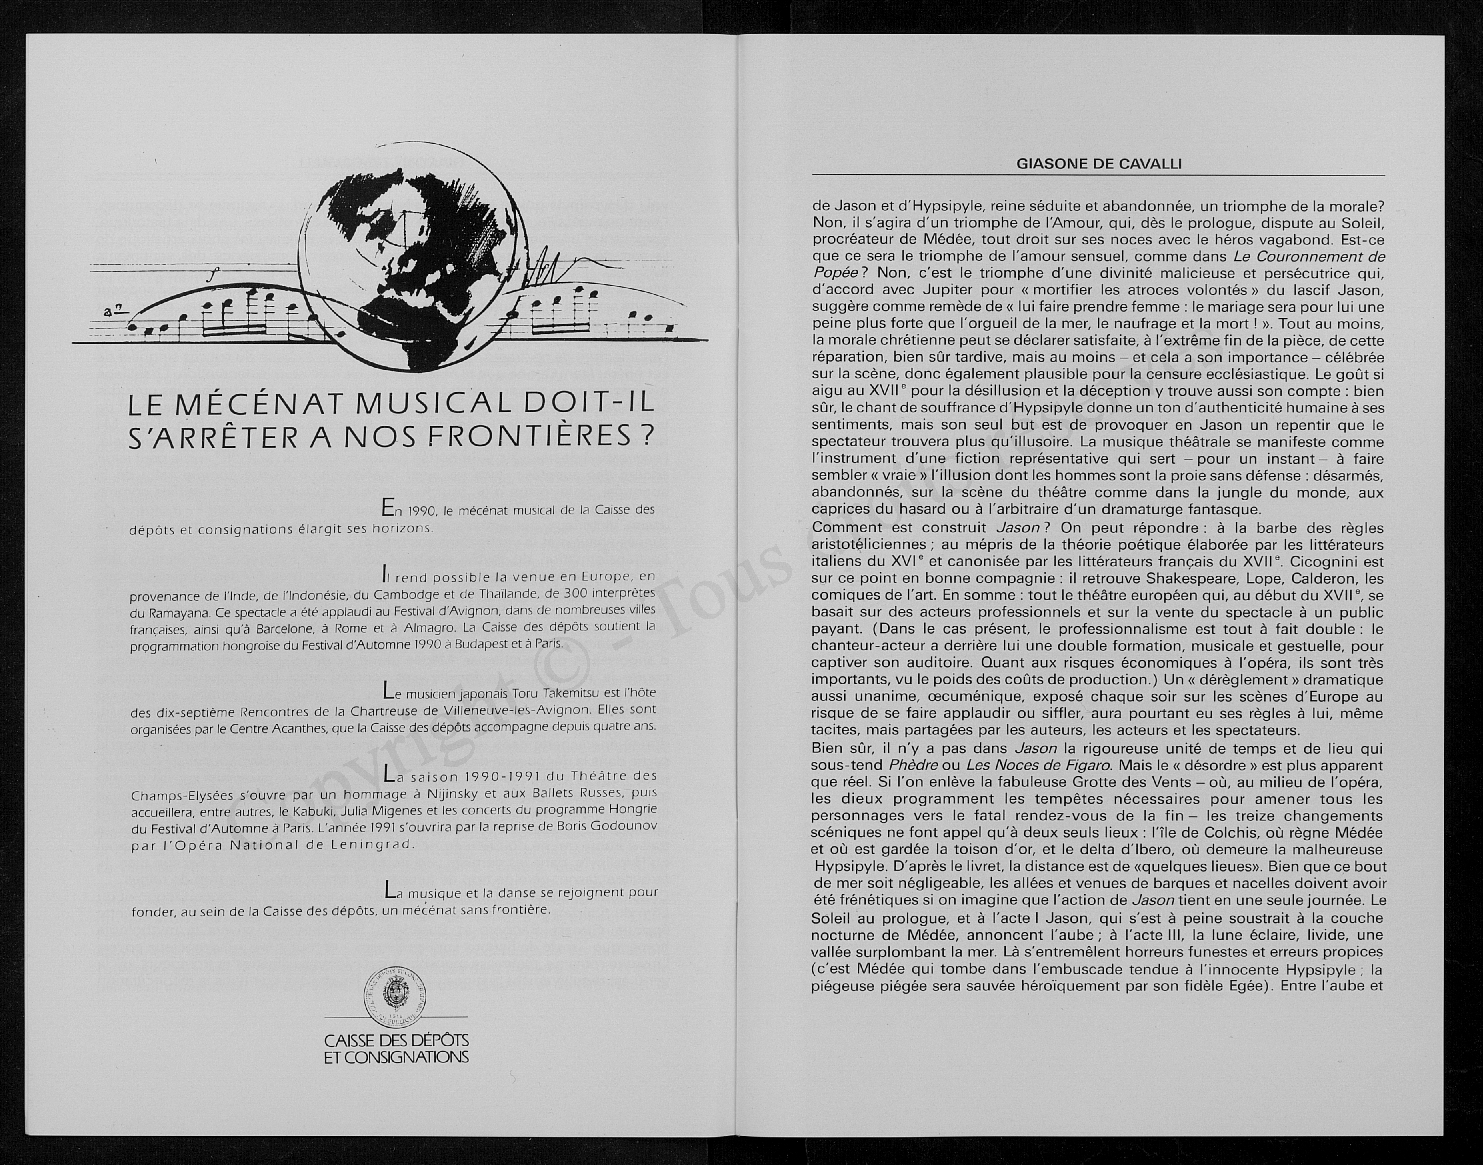 LE MÉCÉNAT MUSICAL DOIT-IL
S'ARRÊTER A NOS FRONTIÈRES ?
En 1990, le mécénat musical de la Caisse des
dépôts et consignations élargit ses horizons.
Il rend possible la venue en Europe, en
provenance de l'Inde, de l'Indonésie, du Cambodge et de Thaïlande, de 300 interprètes
du Ramayana. Ce spectacle a été applaudi au Festival d'Avignon, dans de nombreuses villes
françaises, ainsi qu'à Barcelone, à Rome et à Almagro. La Caisse des dépôts soutient la
programmation hongroise du Festival d'Automne 1990 à Budapest et à Paris.
Le musicien japonais Toru Takemitsu est l'hôte
des dix-septième Rencontres de la Chartreuse de Villeneuve-les-Avignon. Elles sont
organisées par le Centre Acanthes, que la Caisse des dépôts accompagne depuis quatre ans.
La saison 1990-1991 du Théâtre des
Champs-Elysées s'ouvre par un hommage à Nijinsky et aux Ballets Russes, puis
accueillera, entre autres, le Kabuki, Julia Migenes et les concerts du programme Hongrie
du Festival d'Automne à Paris. L'année 1991 s'ouvrira par la reprise de Boris Godounov
par l'Opéra National de Leningrad.
La musique et la danse se rejoignent pour
fonder, au sein de la Caisse des dépôts, un mécénat sans frontière.
CAISSE DES DÉPÔTS
ET CONSIGNATIONS
GIASONE DE CAVALLI
de Jason et d'Hypsipyle, reine séduite et abandonnée, un triomphe de la morale?
Non, il s'agira d'un triomphe de l'Amour, qui, dès le prologue, dispute au Soleil,
procréateur de Médée, tout droit sur ses noces avec le héros vagabond. Est-ce
que ce sera le triomphe de l'amour sensuel, comme dans Le Couronnement de
Popée ? Non, c'est le triomphe d'une divinité malicieuse et persécutrice qui,
d'accord avec Jupiter pour « mortifier les atroces volontés » du lascif Jason,
suggère comme remède de « lui faire prendre femme : le mariage sera pour lui une
peine plus forte que l'orgueil de la mer, le naufrage et la mort ! ». Tout au moins,
la morale chrétienne peut se déclarer satisfaite, à l'extrême fin de la pièce, de cette
réparation, bien sûr tardive, mais au moins – et cela a son importance – célébrée
sur la scène, donc également plausible pour la censure ecclésiastique. Le goût si
aigu au XVIIe pour la désillusion et la déception y trouve aussi son compte : bien
sûr, le chant de souffrance d'Hypsipyle donne un ton d'authenticité humaine à ses
sentiments, mais son seul but est de provoquer en Jason un repentir que le
spectateur trouvera plus qu'illusoire. La musique théâtrale se manifeste comme
l'instrument d'une fiction représentative qui sert – pour un instant – à faire
sembler « vraie » l'illusion dont les hommes sont la proie sans défense : désarmés,
abandonnés, sur la scène du théâtre comme dans la jungle du monde, aux
caprices du hasard ou à l'arbitraire d'un dramaturge fantasque.
Comment est construit Jason ? On peut répondre : à la barbe des règles
aristotéliciennes ; au mépris de la théorie poétique élaborée par les littérateurs
italiens du XVIe et canonisée par les littérateurs français du XVIIe. Cicognini est
sur ce point en bonne compagnie : il retrouve Shakespeare, Lope, Calderon, les
comiques de l'art. En somme : tout le théâtre européen qui, au début du XVIIe, se
basait sur des acteurs professionnels et sur la vente du spectacle à un public
payant. (Dans le cas présent, le professionnalisme est tout à fait double : le
chanteur-acteur a derrière lui une double formation, musicale et gestuelle, pour
captiver son auditoire. Quant aux risques économiques à l'opéra, ils sont très
importants, vu le poids des coûts de production.) Un « dérèglement » dramatique
aussi unanime, œcuménique, exposé chaque soir sur les scènes d'Europe au
risque de se faire applaudir ou siffler, aura pourtant eu ses règles à lui, même
tacites, mais partagées par les auteurs, les acteurs et les spectateurs.
Bien sûr, il n'y a pas dans Jason la rigoureuse unité de temps et de lieu qui
sous-tend Phèdre ou Les Noces de Figaro. Mais le « désordre » est plus apparent
que réel. Si l'on enlève la fabuleuse Grotte des Vents – où, au milieu de l'opéra,
les dieux programment les tempêtes nécessaires pour amener tous les
personnages vers le fatal rendez-vous de la fin – les treize changements
scéniques ne font appel qu'à deux seuls lieux : l'île de Colchis, où règne Médée
et où est gardée la toison d'or, et le delta d'Ibero, où demeure la malheureuse
Hypsipyle. D'après le livret, la distance est de «quelques lieues». Bien que ce bout
de mer soit négligeable, les allées et venues de barques et nacelles doivent avoir
été frénétiques si on imagine que l'action de Jason tient en une seule journée. Le
Soleil au prologue, et à l'acte I Jason, qui s'est à peine soustrait à la couche
nocturne de Médée, annoncent l'aube ; à l'acte III, la lune éclaire, livide, une
vallée surplombant la mer. Là s'entremêlent horreurs funestes et erreurs propices
(c'est Médée qui tombe dans l'embuscade tendue à l'innocente Hypsipyle ; la
piégeuse piégée sera sauvée héroïquement par son fidèle Egée). Entre l'aube et
Copyright © - Tous